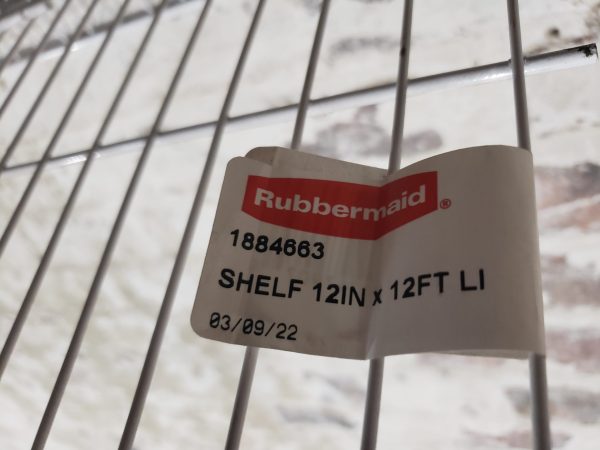 Rubbermaid®
1884663
SHELF 12IN x 12FT LI
03/09/22